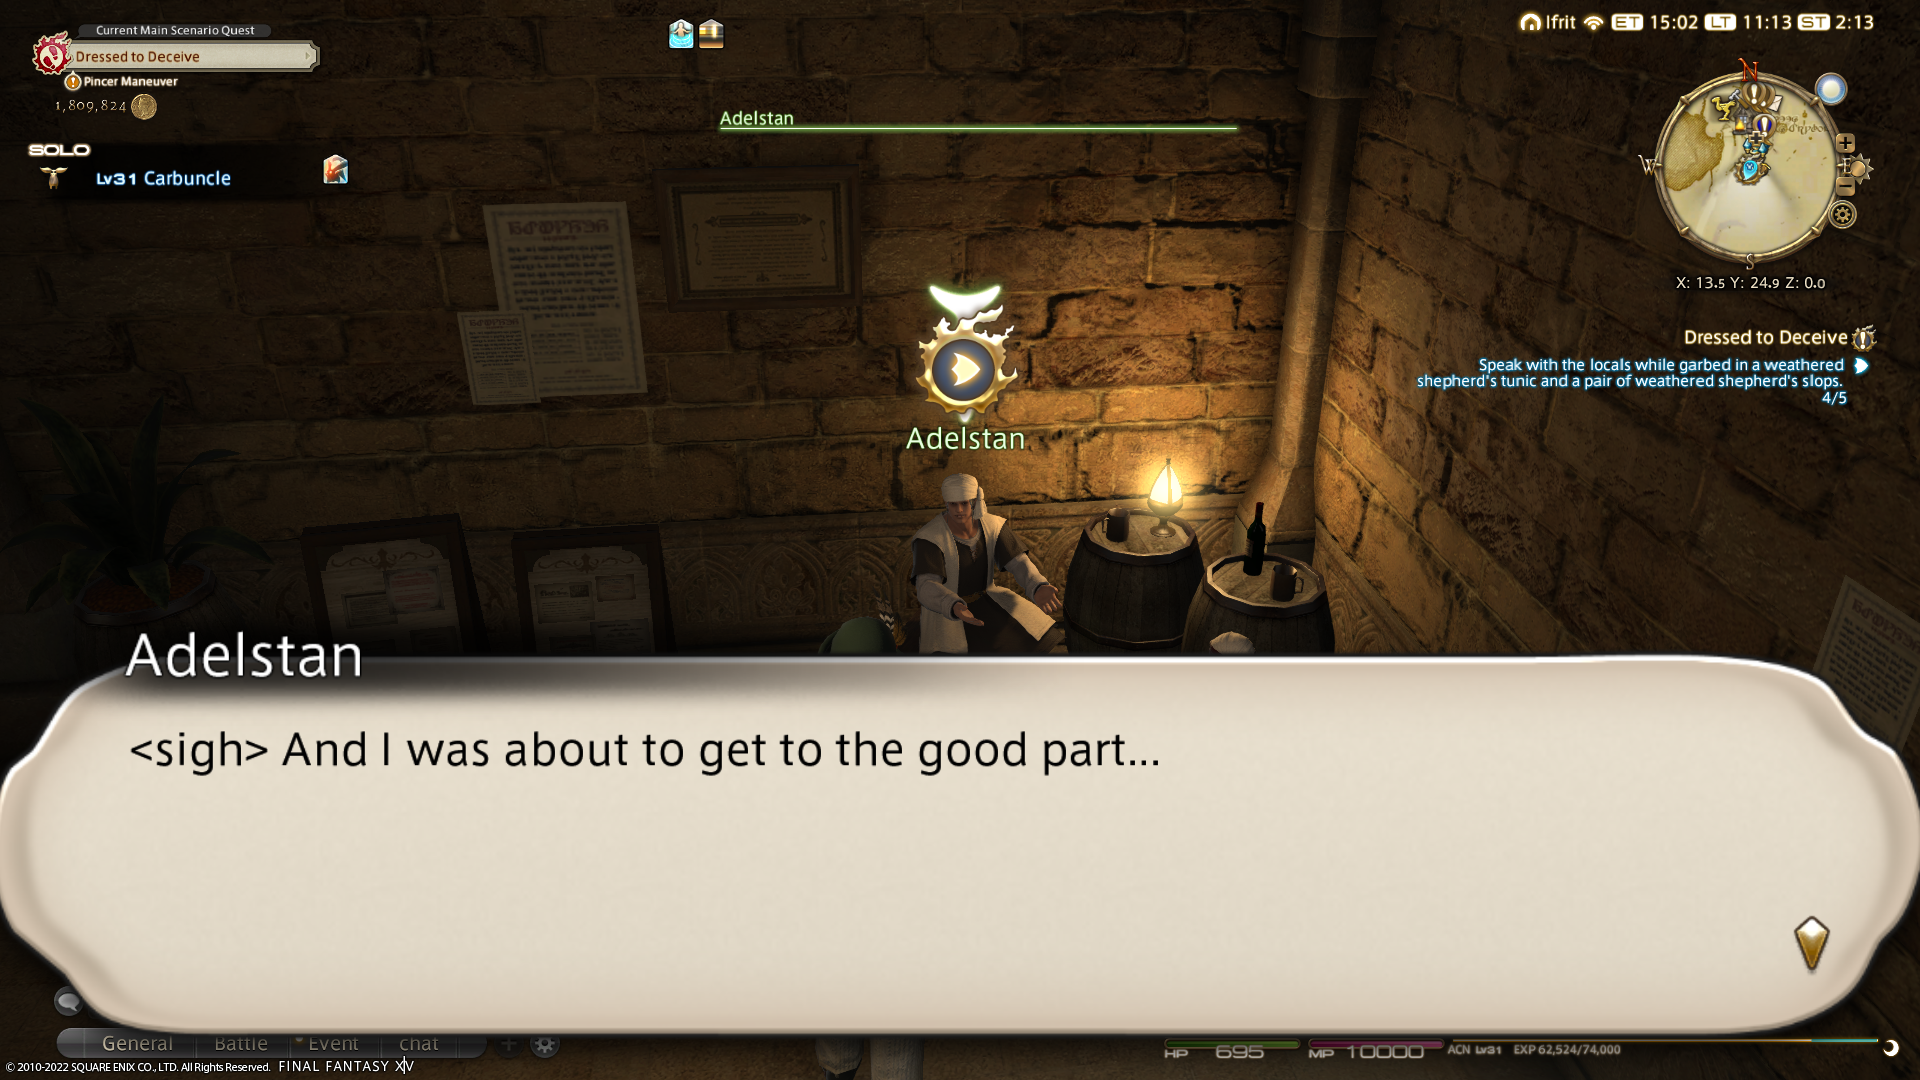 Current Main Scenario Quest
Dressed to Deceive
Pincer Maneuver
1,809,824
SOLO
Lv31 Carbuncle
Adelstan
Ifrit ET 15:02 LT 11:13 ST 2:13
N
W
E
S
X: 13.5 Y: 24.9 Z: 0.0
Dressed to Deceive
Speak with the locals while garbed in a weathered
shepherd's tunic and a pair of weathered shepherd's slops.
4/5
Adelstan
Adelstan
<sigh> And I was about to get to the good part...
General Battle Event chat
HP 695 MP 10000 ACN Lv31 EXP 62,524/74,000
© 2010-2022 SQUARE ENIX CO., LTD. All Rights Reserved. FINAL FANTASY XIV